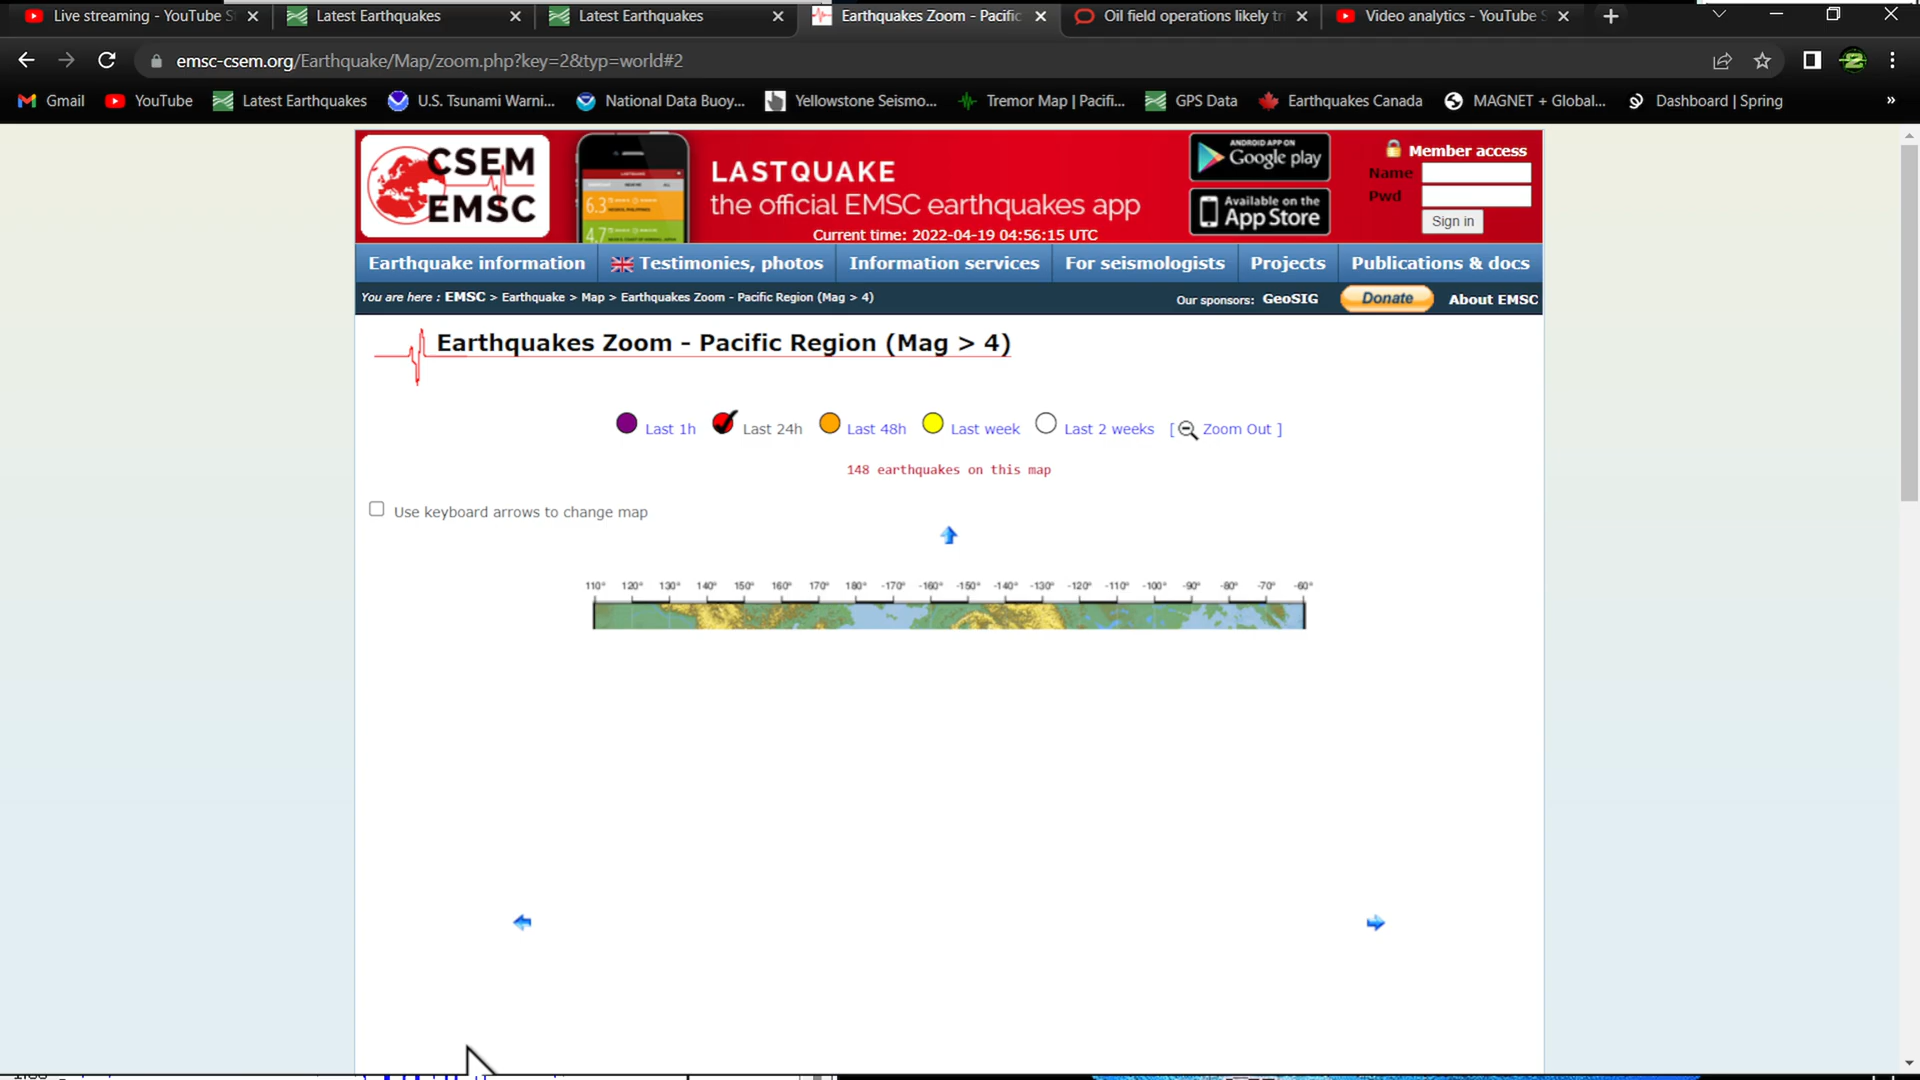 Live streaming - YouTube S
Latest Earthquakes
Latest Earthquakes
Earthquakes Zoom - Pacific
Oil field operations likely tr
Video analytics - YouTube S
emsc-csem.org/Earthquake/Map/zoom.php?key=2&typ=world#2
Gmail
YouTube
Latest Earthquakes
U.S. Tsunami Warni...
National Data Buoy...
Yellowstone Seismo...
Tremor Map | Pacifi...
GPS Data
Earthquakes Canada
MAGNET + Global...
Dashboard | Spring
»
CSEM
EMSC
6.3
4.7
LASTQUAKE
the official EMSC earthquakes app
Current time: 2022-04-19 04:56:15 UTC
ANDROID APP ON
Google play
Available on the
App Store
Member access
Name
Pwd
Sign in
Earthquake information
Testimonies, photos
Information services
For seismologists
Projects
Publications & docs
You are here : EMSC > Earthquake > Map > Earthquakes Zoom - Pacific Region (Mag > 4)
Our sponsors: GeoSIG
Donate
About EMSC
Earthquakes Zoom - Pacific Region (Mag > 4)
Last 1h
Last 24h
Last 48h
Last week
Last 2 weeks
[ Zoom Out ]
148 earthquakes on this map
Use keyboard arrows to change map
110° 120° 130° 140° 150° 160° 170° 180° -170° -160° -150° -140° -130° -120° -110° -100° -90° -80° -70° -60°